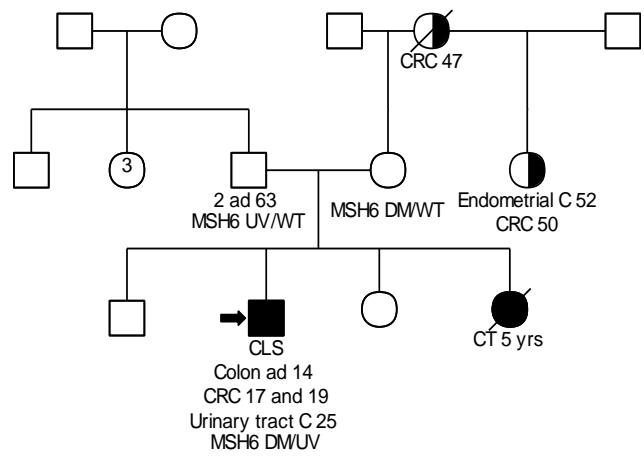 CRC 47
3
2 ad 63
MSH6 UV/WT
MSH6 DM/WT
Endometrial C 52
CRC 50
CLS
Colon ad 14
CRC 17 and 19
Urinary tract C 25
MSH6 DM/UV
CT 5 yrs